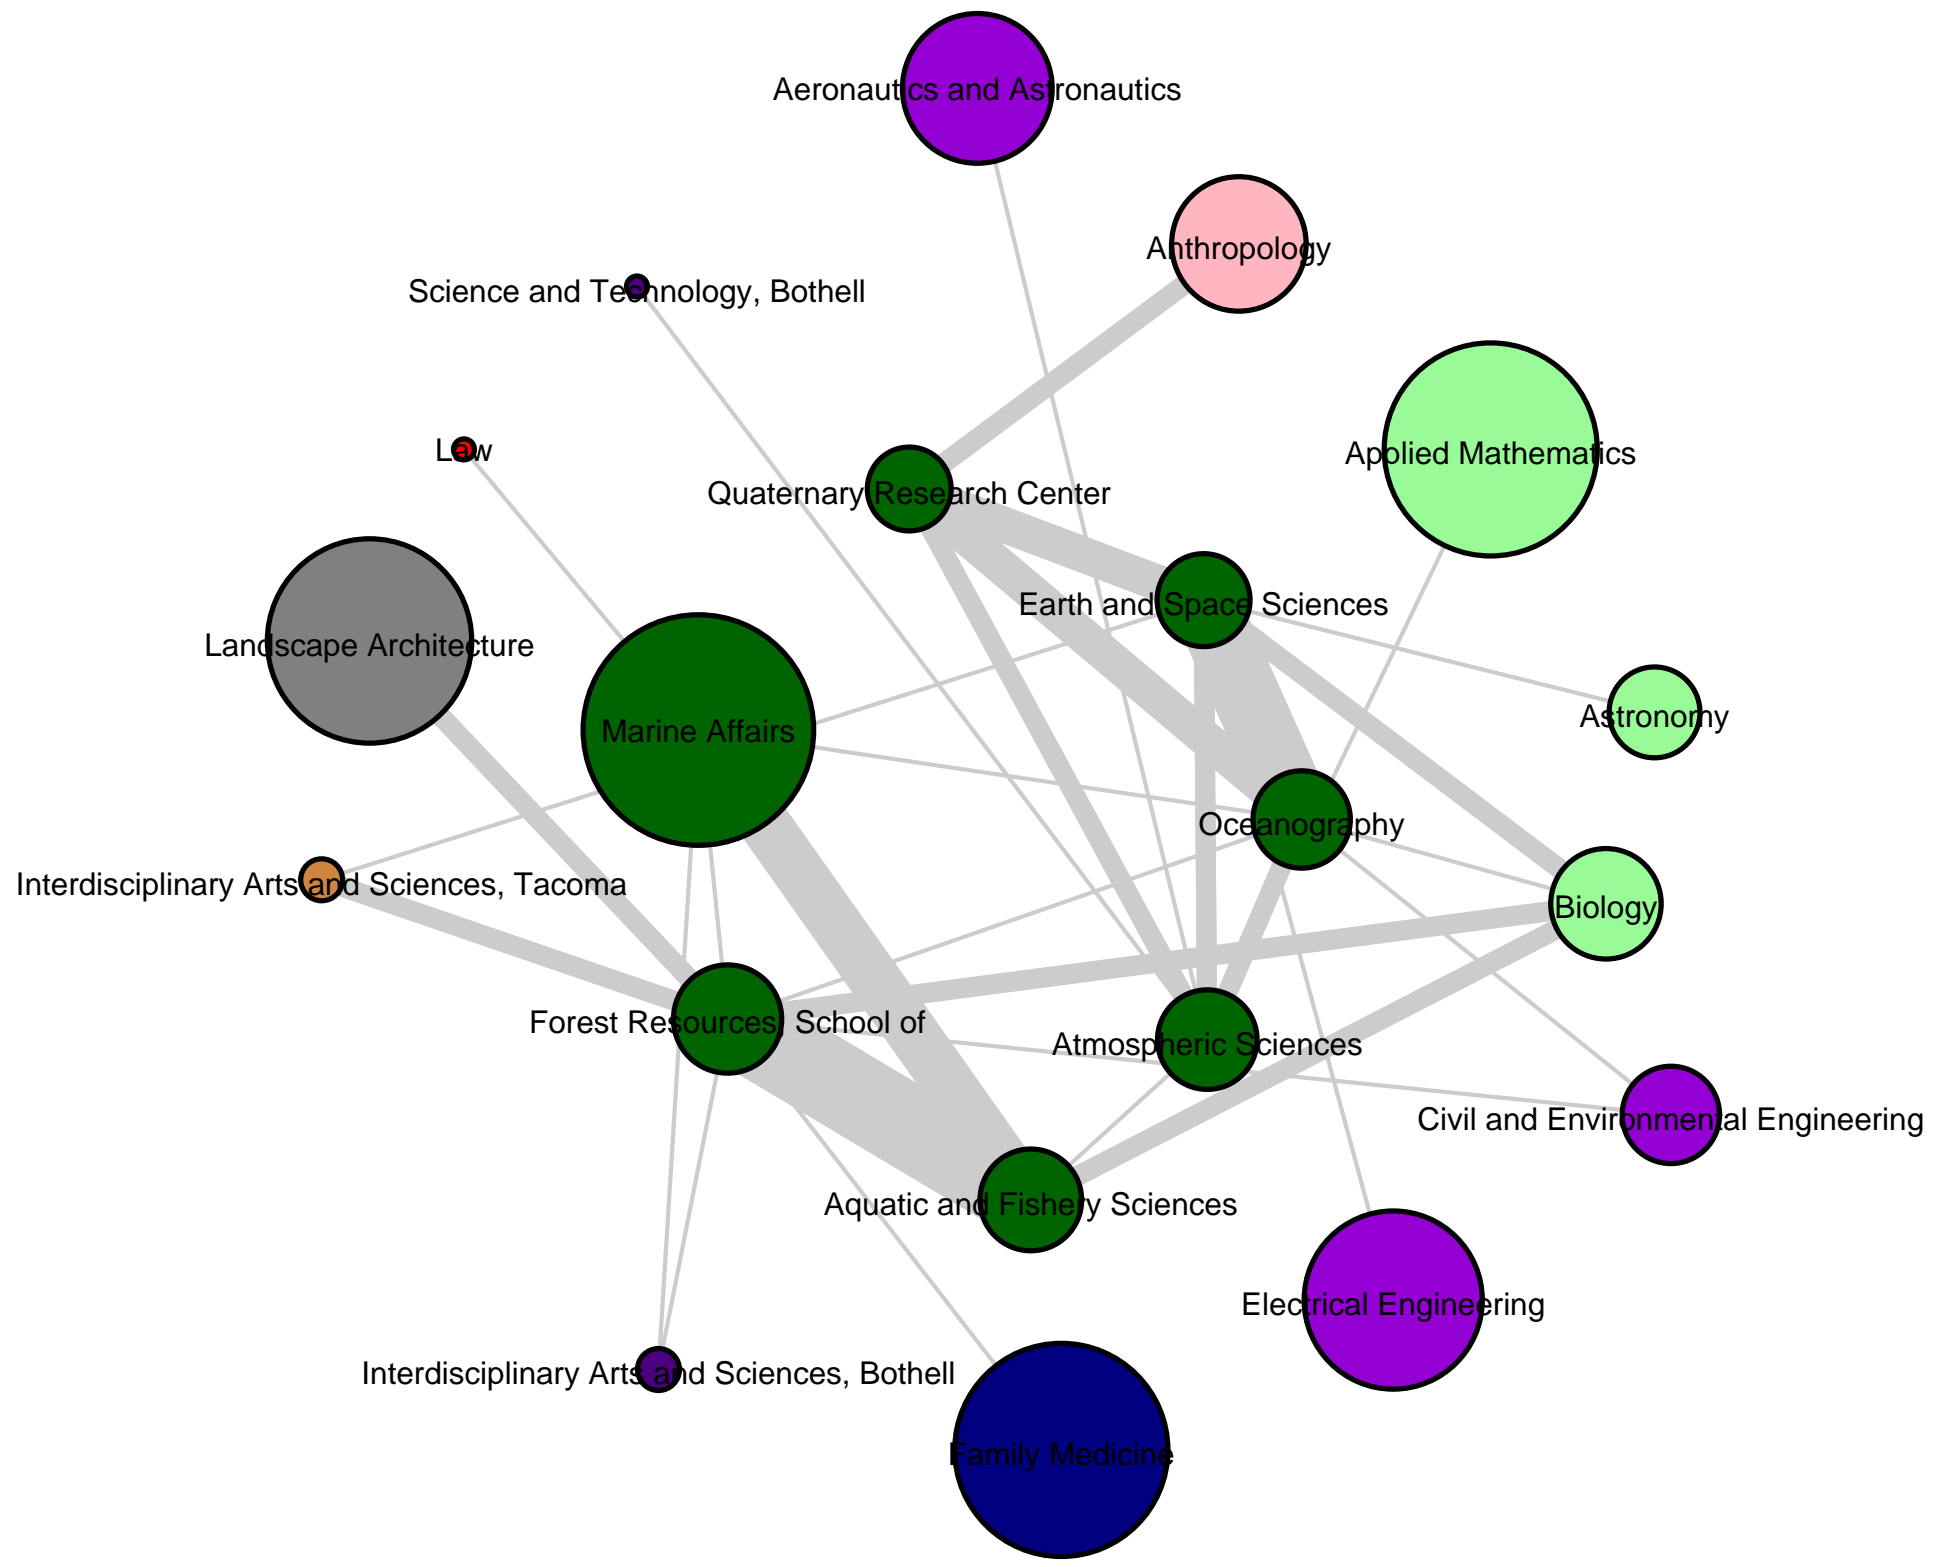 Aeronautics and Astronautics
Anthropology
Science and Technology, Bothell
Law
Applied Mathematics
Quaternary Research Center
Earth and Space Sciences
Landscape Architecture
Astronomy
Marine Affairs
Oceanography
Interdisciplinary Arts and Sciences, Tacoma
Biology
Forest Resources, School of
Atmospheric Sciences
Civil and Environmental Engineering
Aquatic and Fishery Sciences
Electrical Engineering
Interdisciplinary Arts and Sciences, Bothell
Family Medicine